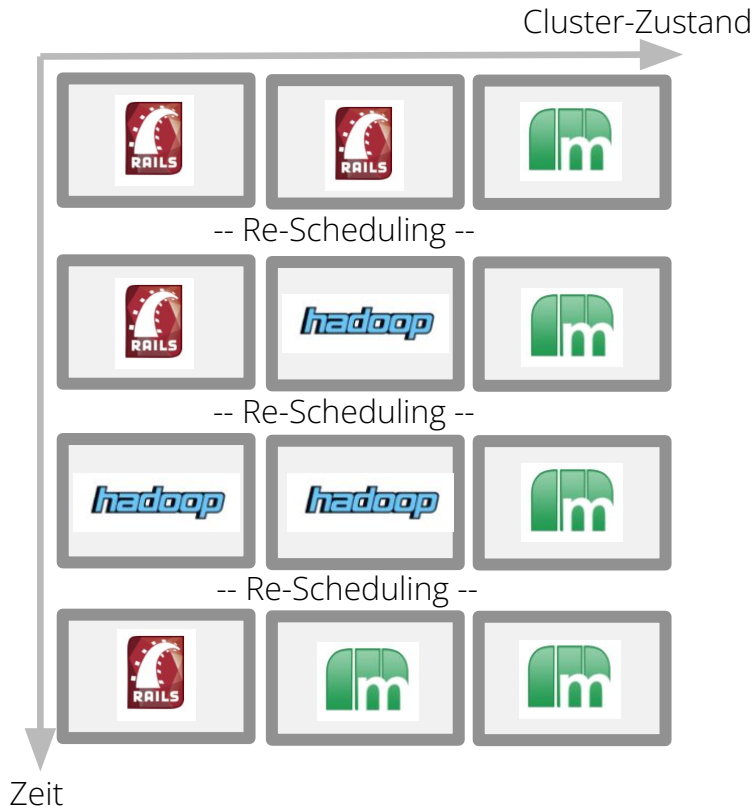 Cluster-Zustand
RAILS RAILS m
-- Re-Scheduling --
RAILS hadoop m
-- Re-Scheduling --
hadoop hadoop m
-- Re-Scheduling --
RAILS m m
Zeit